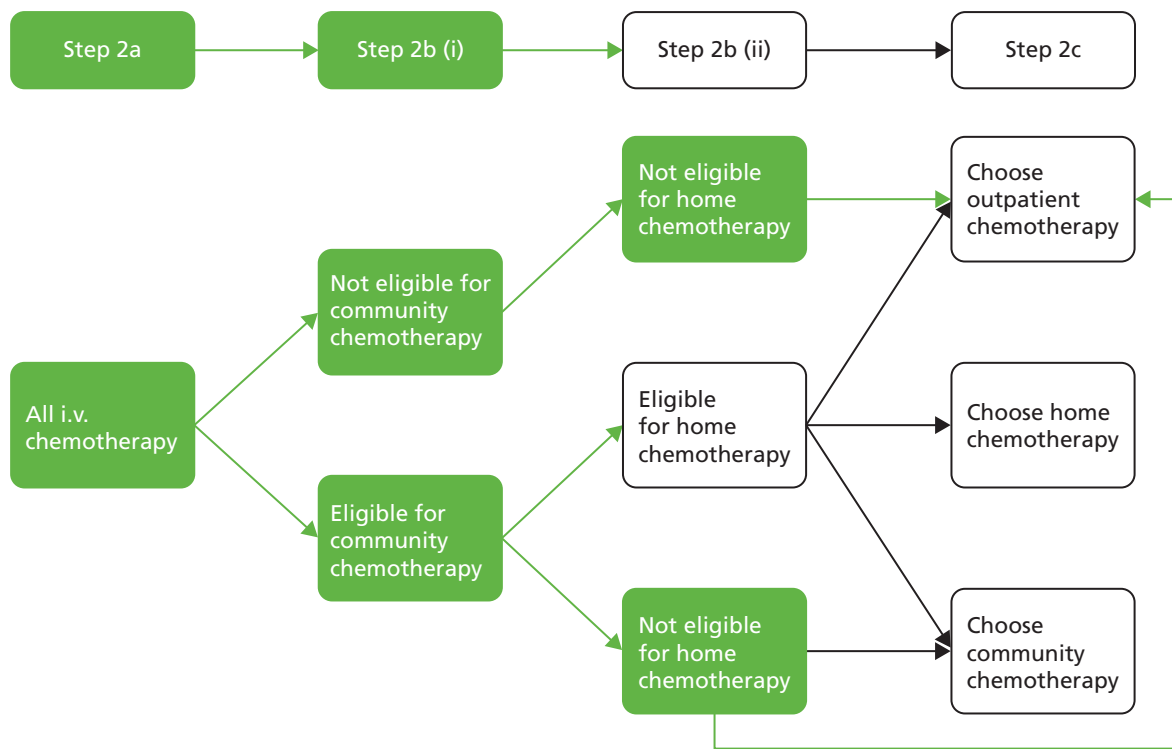 Step 2a
Step 2b (i)
Step 2b (ii)
Step 2c
All i.v.
chemotherapy
Not eligible for
community
chemotherapy
Eligible for
community
chemotherapy
Not eligible
for home
chemotherapy
Eligible
for home
chemotherapy
Not eligible
for home
chemotherapy
Choose
outpatient
chemotherapy
Choose home
chemotherapy
Choose
community
chemotherapy